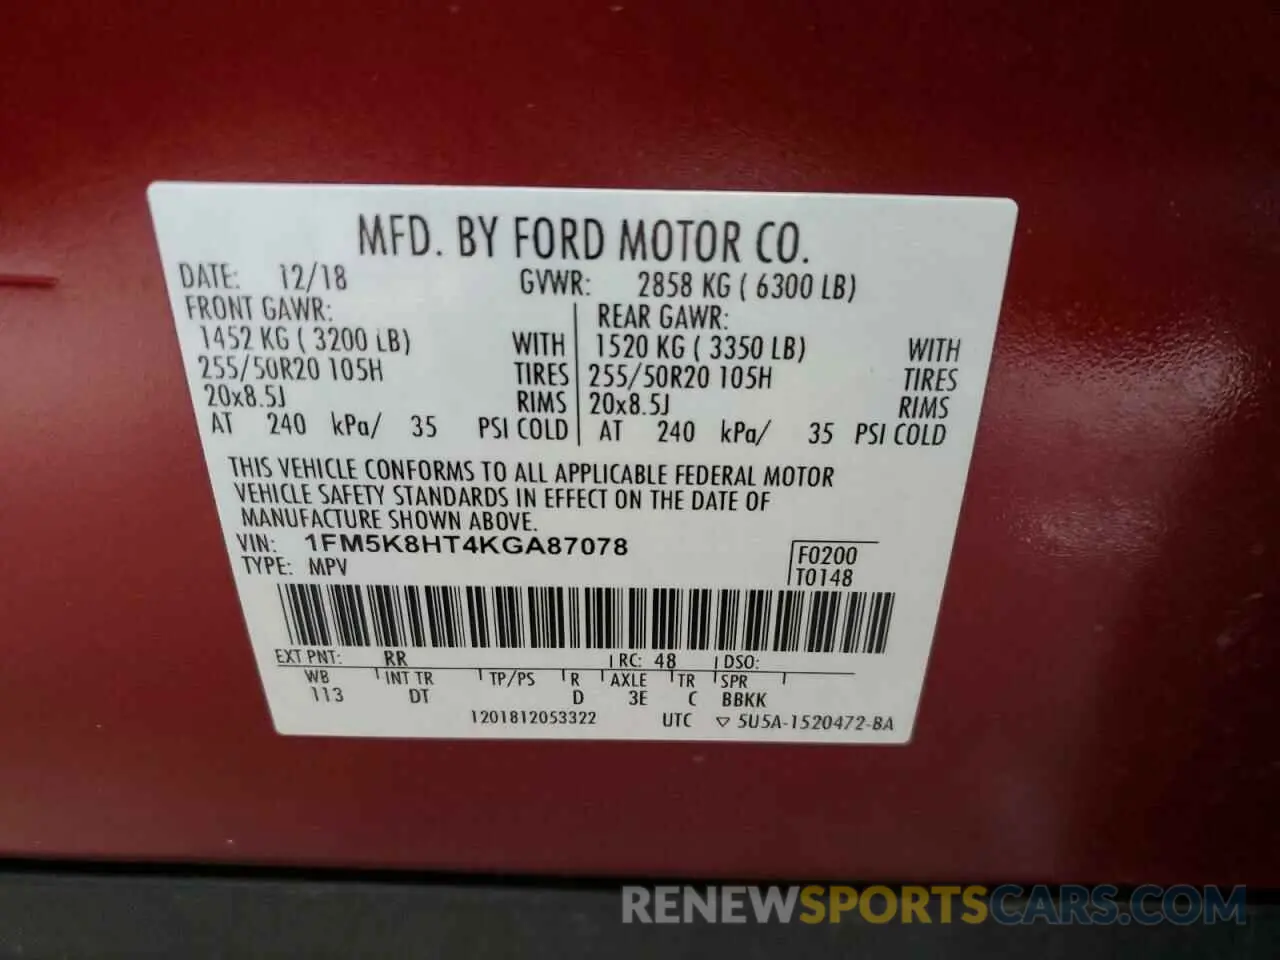 MFD. BY FORD MOTOR CO.
DATE: 12/18 GVWR: 2858 KG ( 6300 LB)
FRONT GAWR: REAR GAWR:
1452 KG ( 3200 LB) WITH 1520 KG ( 3350 LB) WITH
255/50R20 105H TIRES 255/50R20 105H TIRES
20x8.5J RIMS 20x8.5J RIMS
AT 240 kPa/ 35 PSI COLD AT 240 kPa/ 35 PSI COLD
THIS VEHICLE CONFORMS TO ALL APPLICABLE FEDERAL MOTOR
VEHICLE SAFETY STANDARDS IN EFFECT ON THE DATE OF
MANUFACTURE SHOWN ABOVE.
VIN: 1FM5K8HT4KGA87078 F0200
TYPE: MPV T0148
EXT PNT: RR RC: 48 DSO:
WB INT TR TP/PS R AXLE TR SPR
113 DT D 3E C BBKK
1201812053322 UTC ▽ 5U5A-1520472-BA
RENEWSPORTSCARS.COM